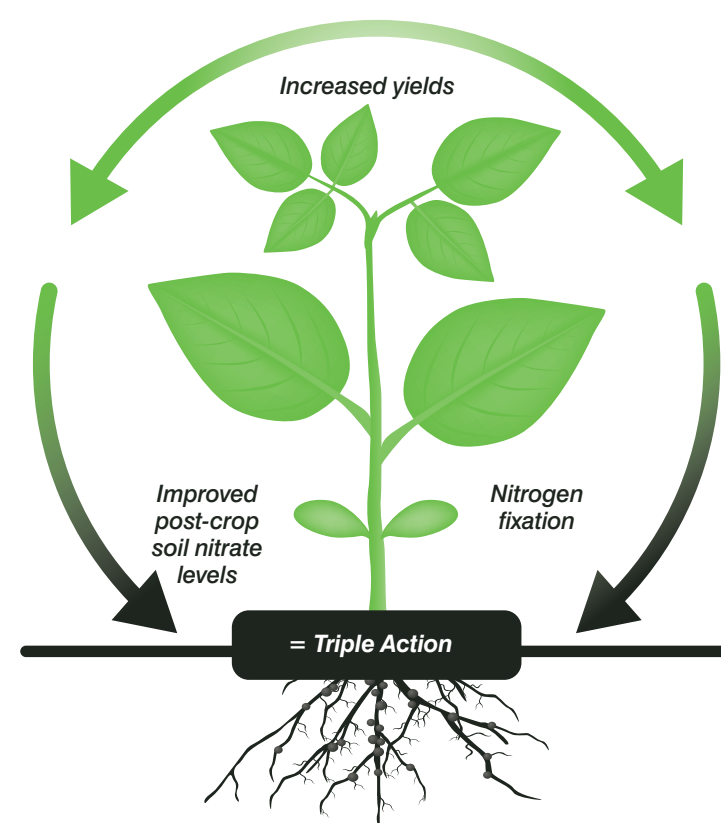 Increased yields
Improved
post-crop
soil nitrate
levels
Nitrogen
fixation
= Triple Action